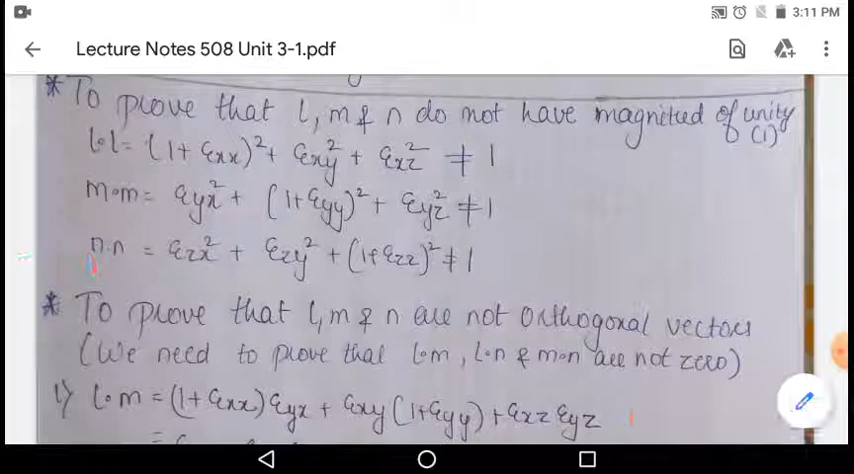 3:11 PM
Lecture Notes 508 Unit 3-1.pdf
* To prove that l, m & n do not have magnitued of unity (1)
l.l = (1+ εxx)² + εxy² + εxz² ≠ 1
m.m = εyx² + (1+εyy)² + εyz² ≠ 1
n.n = εzx² + εzy² + (1+εzz)² ≠ 1
* To prove that l, m & n are not orthogonal vectors
(We need to prove that l.m, l.n & m.n are not zero)
1) l.m = (1+εxx)εyx + εxy(1+εyy) + εxz εyz